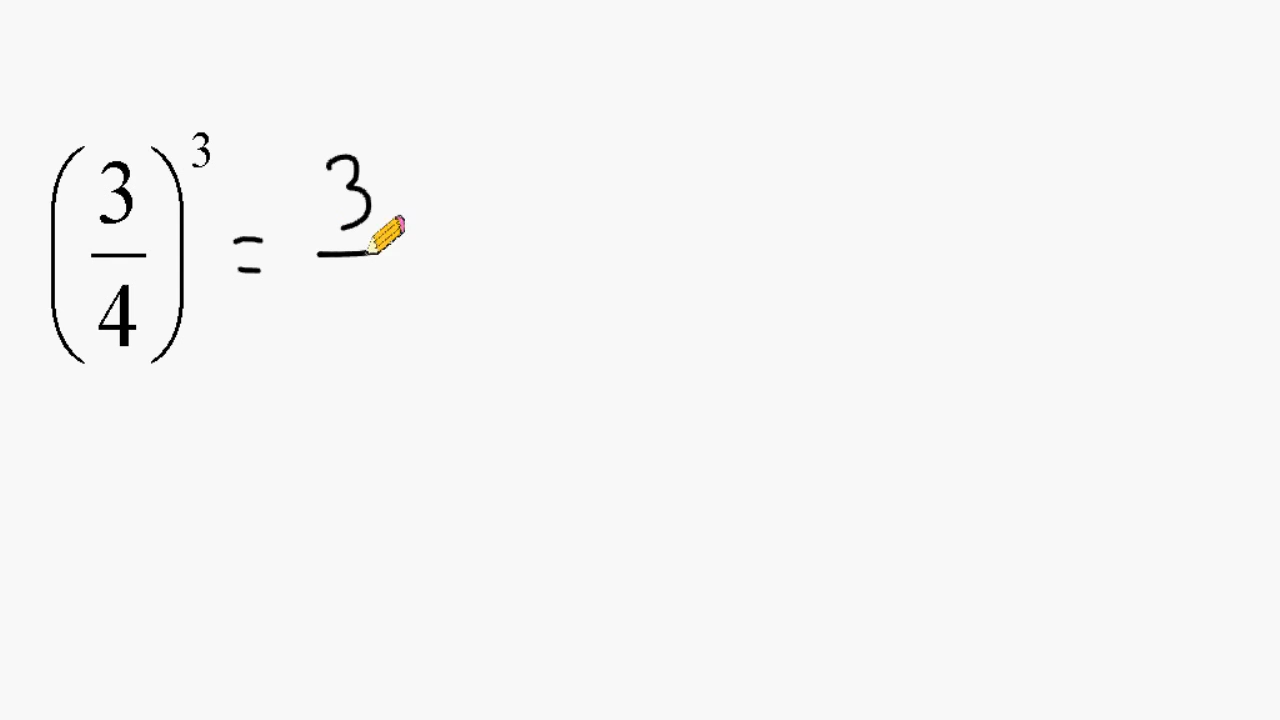 (3/4)³ = 3